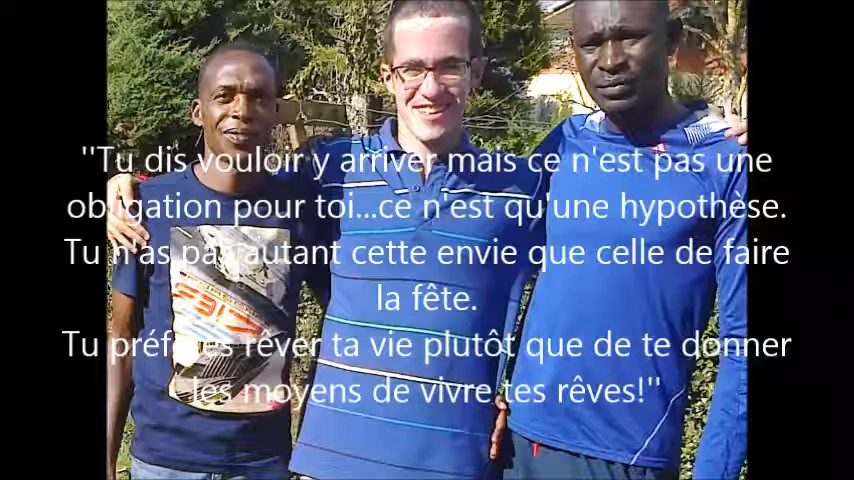 "Tu dis vouloir y arriver mais ce n'est pas une
obligation pour toi...ce n'est qu'une hypothèse.
Tu n'as pas autant cette envie que celle de faire
la fête.
Tu préfères rêver ta vie plutôt que de te donner
les moyens de vivre tes rêves!"